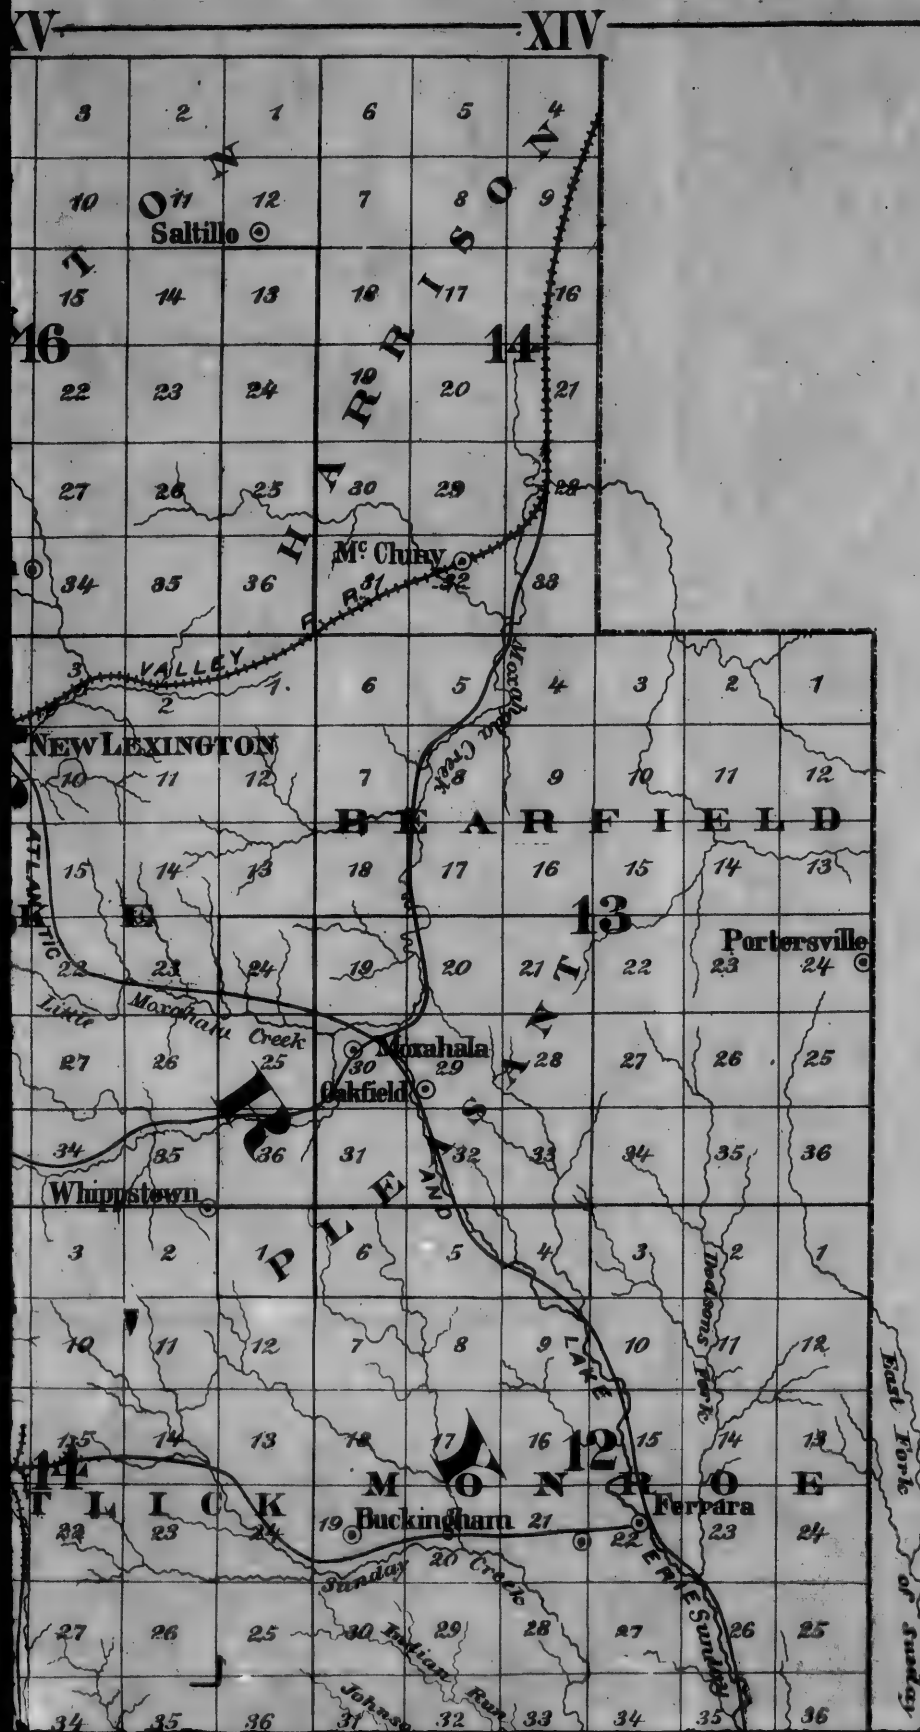 XV XIV
3 2 1 6 5 4
10 11 12 7 8 9
Saltillo
15 14 13 18 17 16
16 14
22 23 24 19 20 21
HARRISON
27 26 25 30 29 28
Mc Cluny
34 35 36 31 32 33
R. R.
VALLEY
3 2 1 6 5 4 3 2 1
Moxahala Creek
NEW LEXINGTON
10 11 12 7 8 9 10 11 12
BEARFIELD
15 14 13 18 17 16 15 14 13
ATLANTIC
K E
13
Portersville
22 23 24 19 20 21 22 23 24
Little Moxahala Creek
Moxahala
27 26 25 30 29 28 27 26 25
Oakfield
R
34 35 36 31 32 33 34 35 36
PLEASANT
AND
Whippstown
3 2 1 6 5 4 3 2 1
Dodsons Fork
10 11 12 7 8 9 10 11 12
LAKE
East Fork of Sunday
15 14 13 18 17 16 15 14 13
14 12
Y
MONROE
T LICK
Ferrara
22 23 24 19 Buckingham 20 21 22 23 24
Sunday Creek
ERIE
Sunday
27 26 25 30 29 28 27 26 25
Indian Run
34 35 36 31 32 33 34 35 36